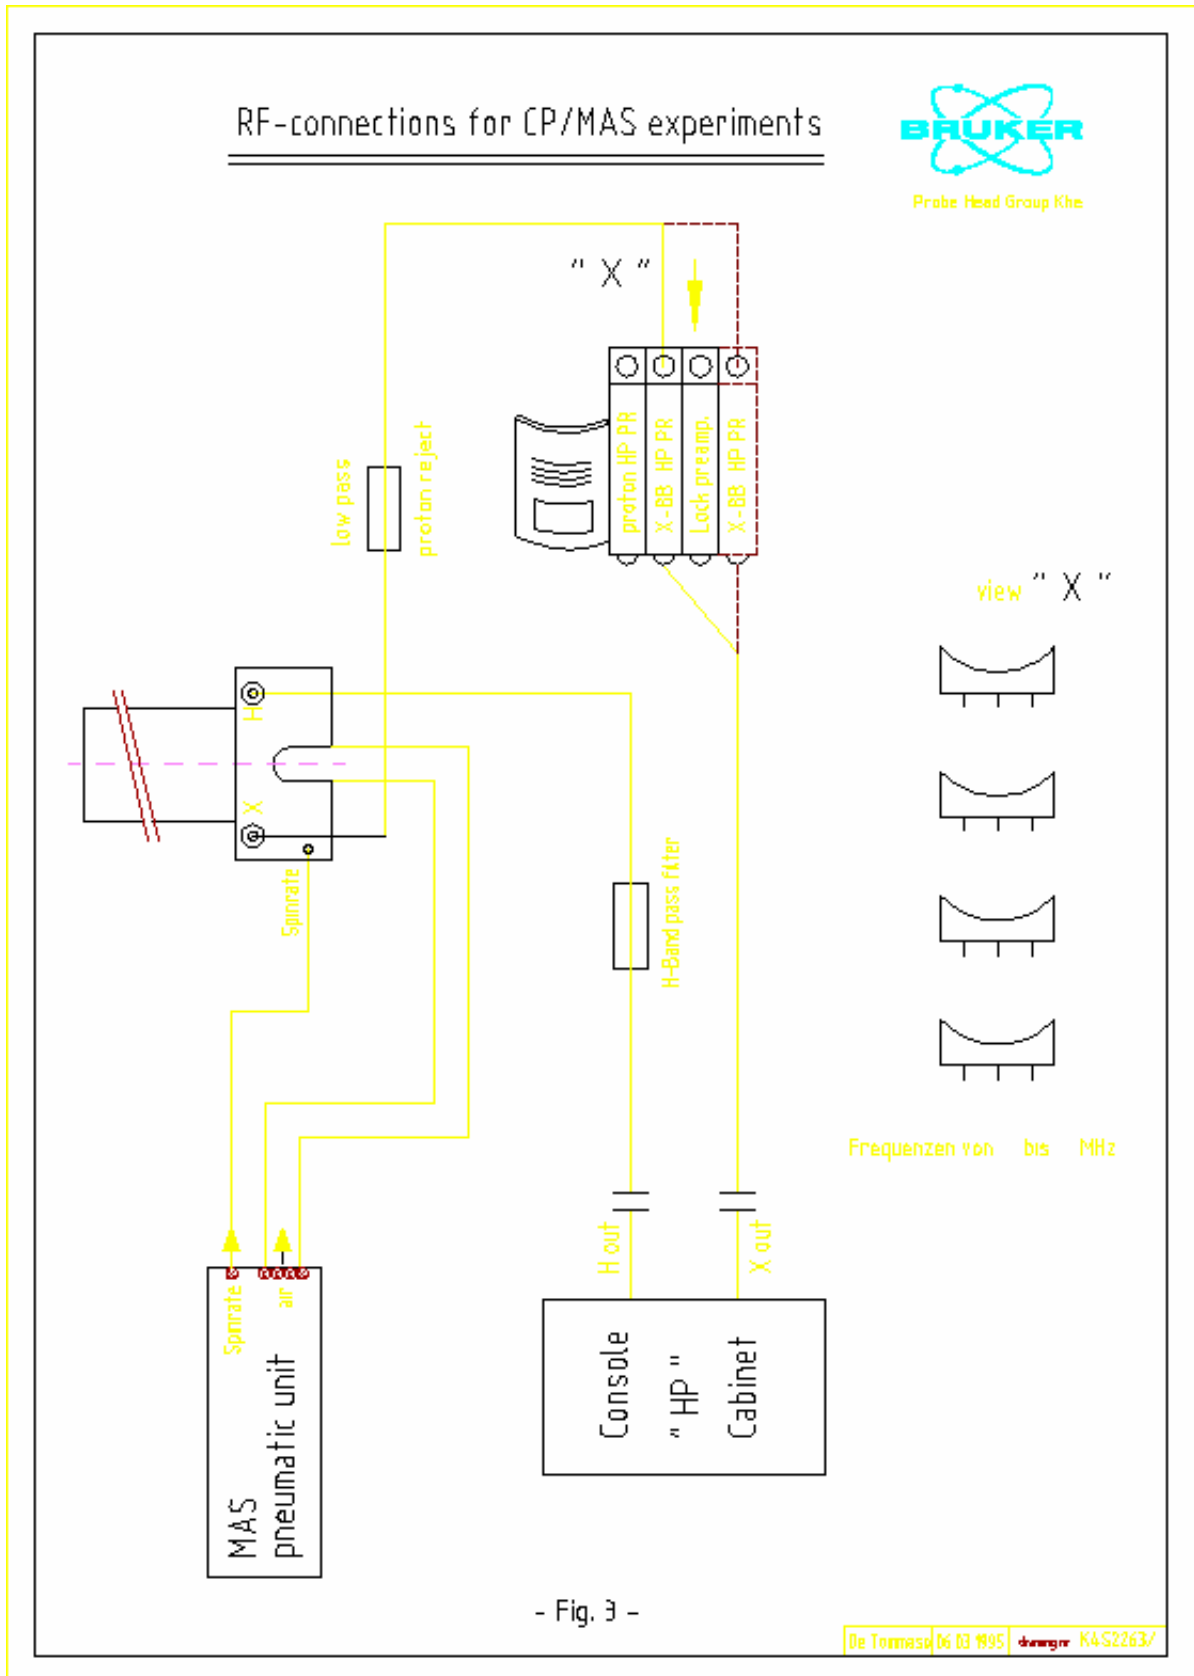 RF-connections for CP/MAS experiments
BRUKER
Probe Head Group Khe
" X "
low pass
proton reject
proton HP PR
X-BB HP PR
Lock preamp.
X-BB HP PR
view " X "
H
X
Spinrate
H-Band pass filter
Frequenzen von bis MHz
H out
X out
Spinrate
air
MAS
pneumatic unit
Console
" HP "
Cabinet
- Fig. 3 -
De Tommaso 06 03 1995 drawing nr K4S2263/